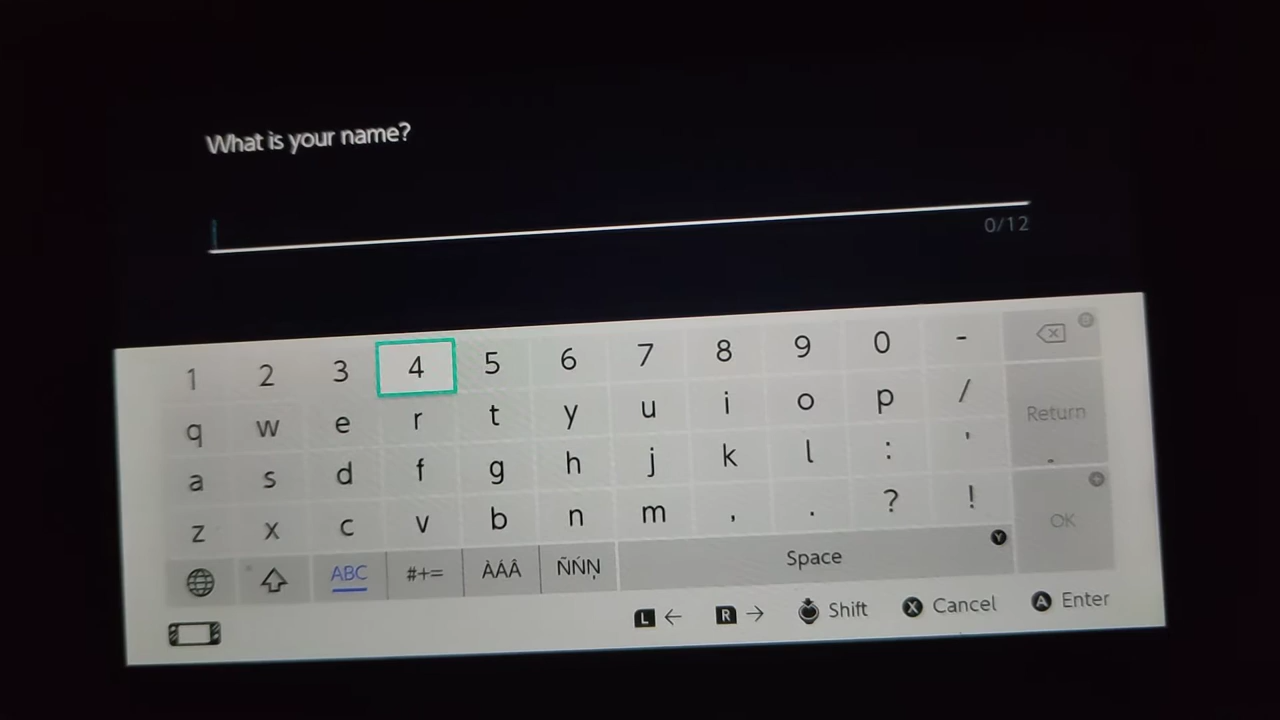 What is your name?
0/12
1 2 3 4 5 6 7 8 9 0 -
q w e r t y u i o p / Return
a s d f g h j k l : '
z x c v b n m , . ? ! OK
ABC #+= ÀÁÂ ÑŃŅ Space Y
L ← R → Shift X Cancel A Enter